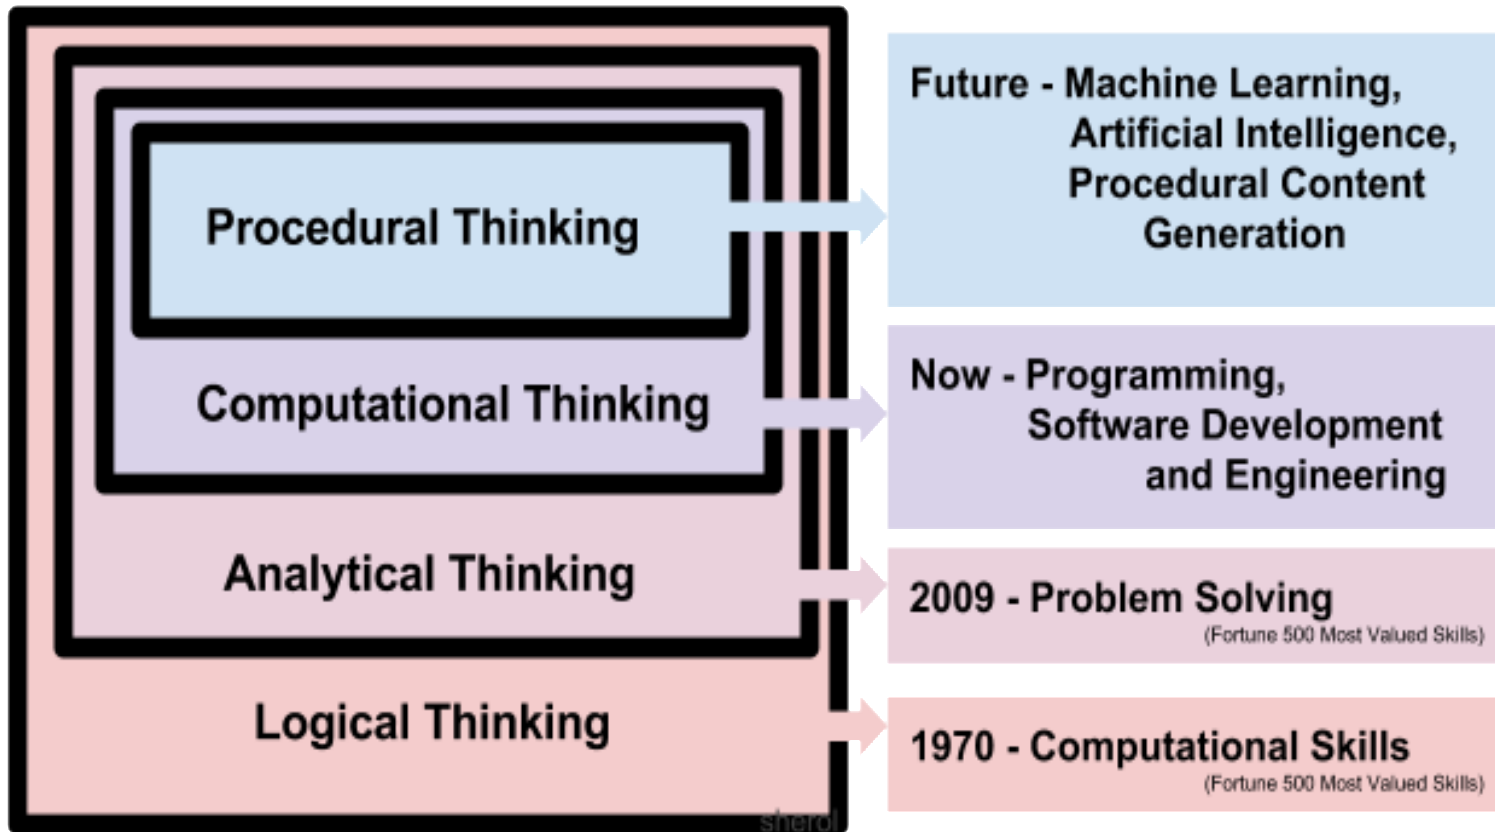 Procedural Thinking
Computational Thinking
Analytical Thinking
Logical Thinking
sherol
Future - Machine Learning,
Artificial Intelligence,
Procedural Content
Generation
Now - Programming,
Software Development
and Engineering
2009 - Problem Solving
(Fortune 500 Most Valued Skills)
1970 - Computational Skills
(Fortune 500 Most Valued Skills)